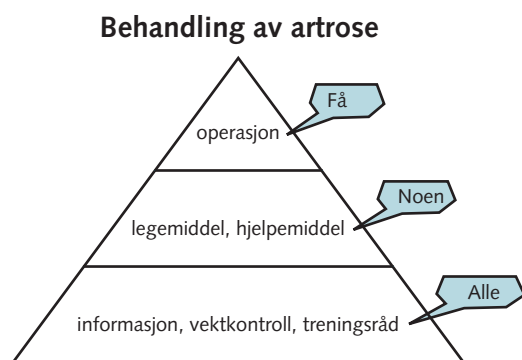 Behandling av artrose
Få
operasjon
Noen
legemiddel, hjelpemiddel
Alle
informasjon, vektkontroll, treningsråd